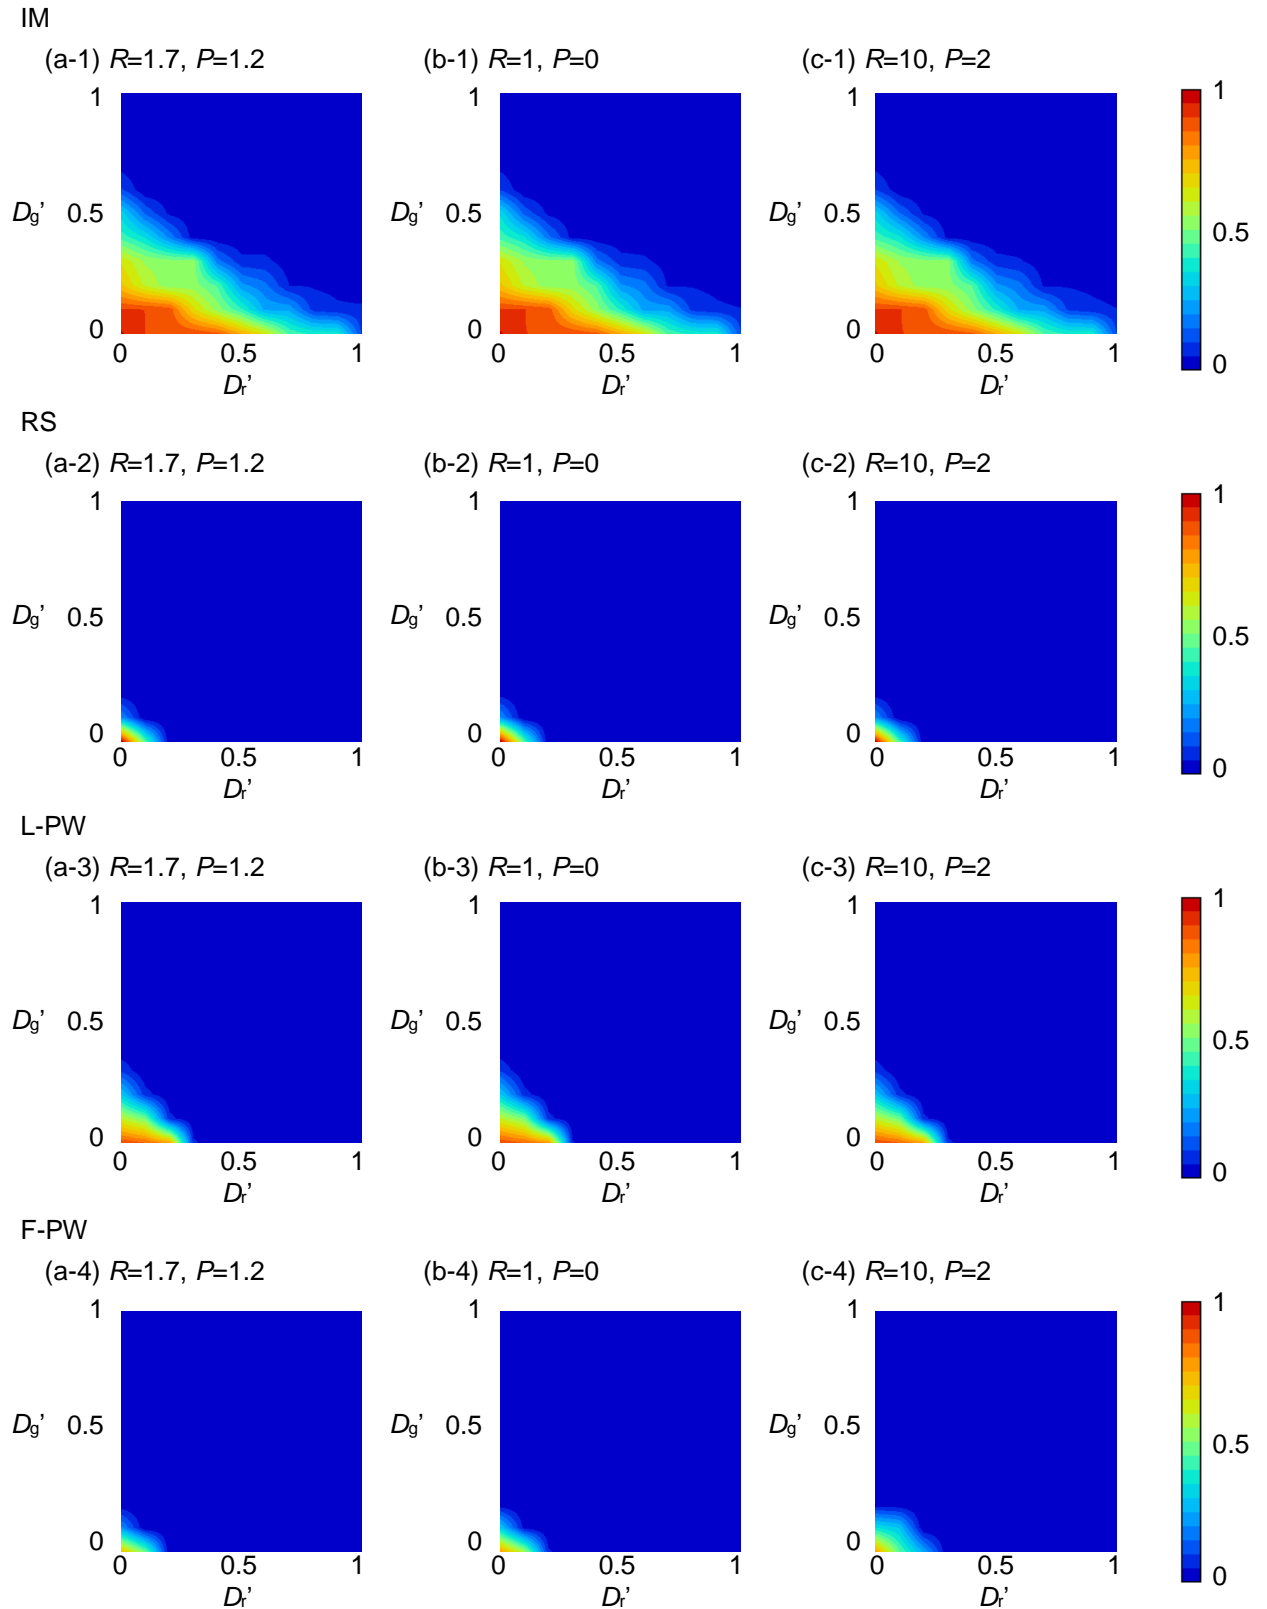 IM
(a-1) R=1.7, P=1.2 (b-1) R=1, P=0 (c-1) R=10, P=2
1 1 1 1
Dg' 0.5 Dg' 0.5 Dg' 0.5 0.5
0 0 0 0
0 0.5 1 0 0.5 1 0 0.5 1
Dr' Dr' Dr'
RS
(a-2) R=1.7, P=1.2 (b-2) R=1, P=0 (c-2) R=10, P=2
1 1 1 1
Dg' 0.5 Dg' 0.5 Dg' 0.5 0.5
0 0 0 0
0 0.5 1 0 0.5 1 0 0.5 1
Dr' Dr' Dr'
L-PW
(a-3) R=1.7, P=1.2 (b-3) R=1, P=0 (c-3) R=10, P=2
1 1 1 1
Dg' 0.5 Dg' 0.5 Dg' 0.5 0.5
0 0 0 0
0 0.5 1 0 0.5 1 0 0.5 1
Dr' Dr' Dr'
F-PW
(a-4) R=1.7, P=1.2 (b-4) R=1, P=0 (c-4) R=10, P=2
1 1 1 1
Dg' 0.5 Dg' 0.5 Dg' 0.5 0.5
0 0 0 0
0 0.5 1 0 0.5 1 0 0.5 1
Dr' Dr' Dr'